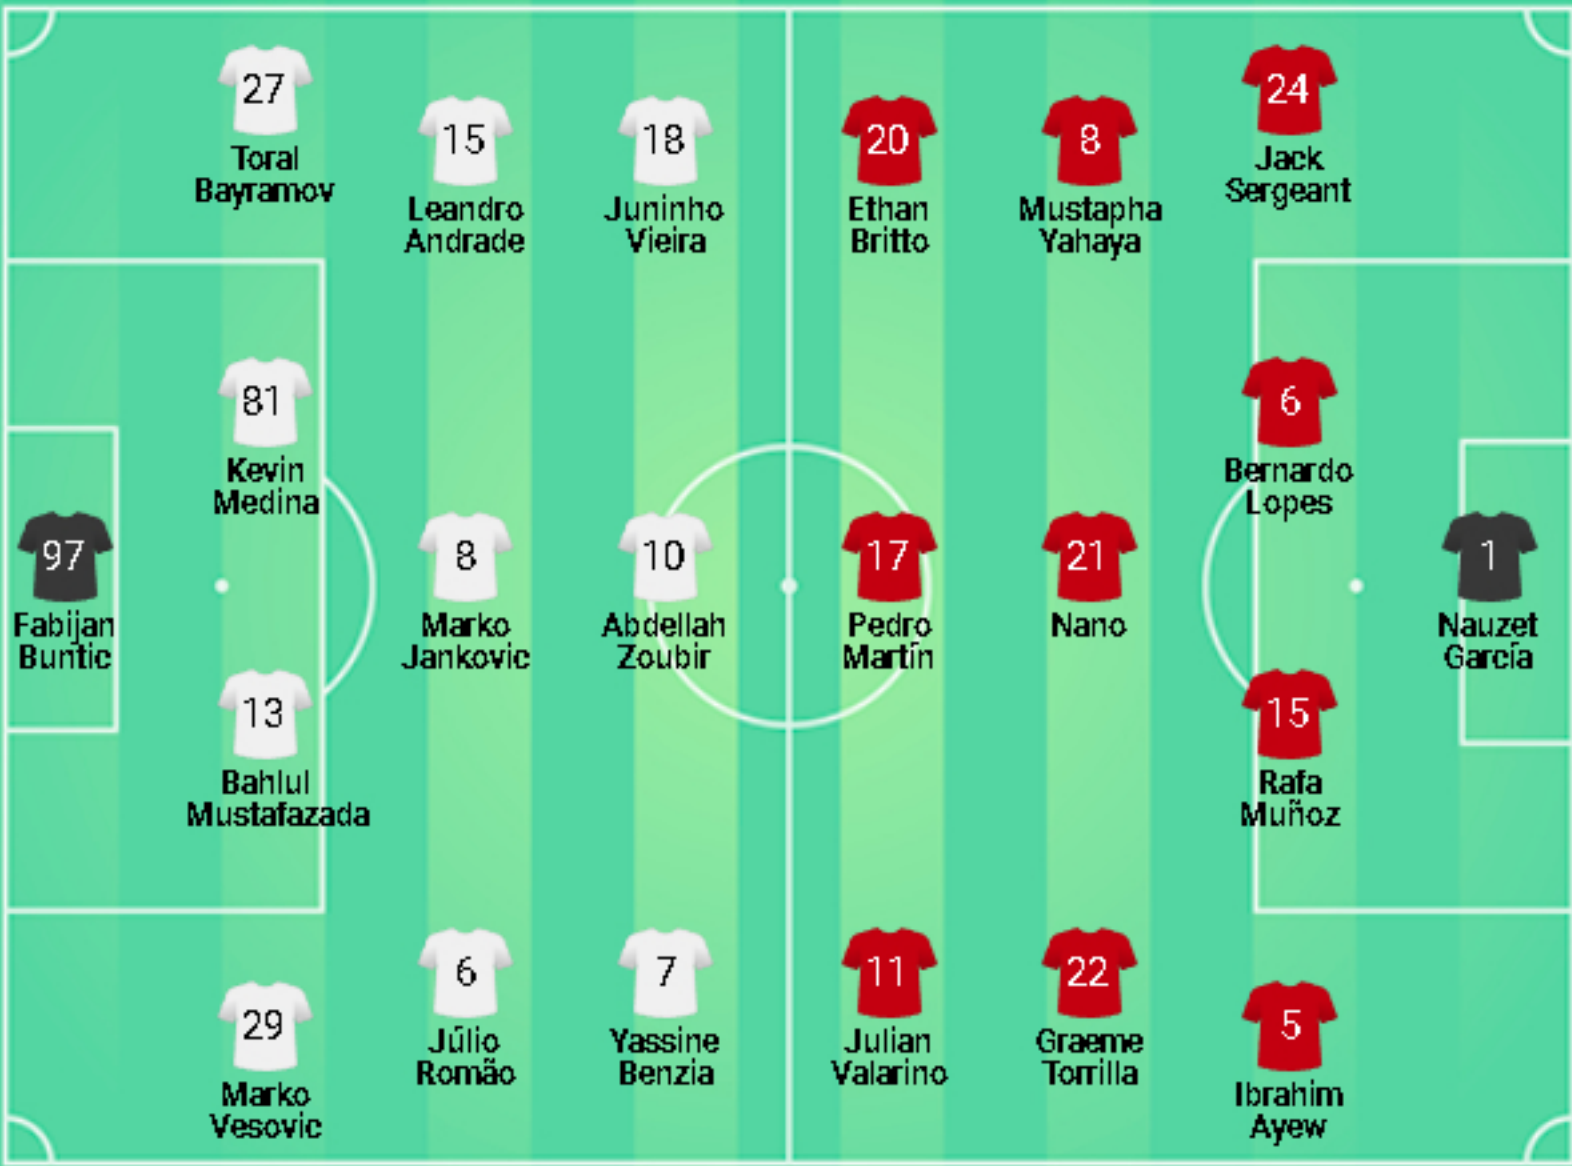 27
Toral
Bayramov
15
Leandro
Andrade
18
Juninho
Vieira
20
Ethan
Britto
8
Mustapha
Yahaya
24
Jack
Sergeant
81
Kevin
Medina
6
Bernardo
Lopes
97
Fabijan
Buntic
8
Marko
Jankovic
10
Abdellah
Zoubir
17
Pedro
Martín
21
Nano
1
Nauzet
García
13
Bahlul
Mustafazada
15
Rafa
Muñoz
29
Marko
Vesovic
6
Júlio
Romão
7
Yassine
Benzia
11
Julian
Valarino
22
Graeme
Torrilla
5
Ibrahim
Ayew